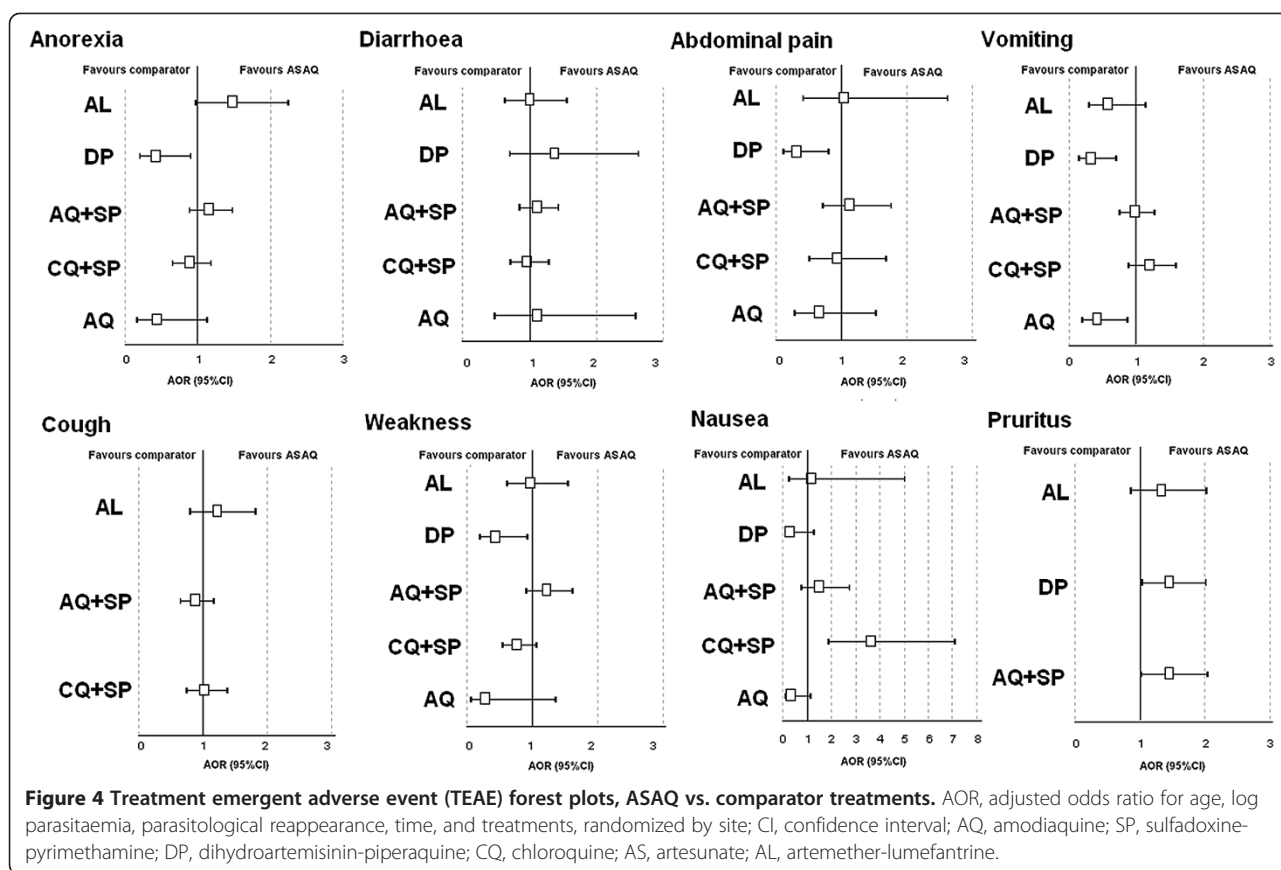 Anorexia
Favours comparator Favours ASAQ
AL
DP
AQ+SP
CQ+SP
AQ
0 1 2 3
AOR (95%CI)
Diarrhoea
Favours comparator Favours ASAQ
AL
DP
AQ+SP
CQ+SP
AQ
0 1 2 3
AOR (95%CI)
Abdominal pain
Favours comparator Favours ASAQ
AL
DP
AQ+SP
CQ+SP
AQ
0 1 2 3
AOR (95%CI)
Vomiting
Favours comparator Favours ASAQ
AL
DP
AQ+SP
CQ+SP
AQ
0 1 2 3
AOR (95%CI)
Cough
Favours comparator Favours ASAQ
AL
AQ+SP
CQ+SP
0 1 2 3
AOR (95%CI)
Weakness
Favours comparator Favours ASAQ
AL
DP
AQ+SP
CQ+SP
AQ
0 1 2 3
AOR (95%CI)
Nausea
Favours comparator Favours ASAQ
AL
DP
AQ+SP
CQ+SP
AQ
0 1 2 3 4 5 6 7 8
AOR (95%CI)
Pruritus
Favours comparator Favours ASAQ
AL
DP
AQ+SP
0 1 2 3
AOR (95%CI)
Figure 4 Treatment emergent adverse event (TEAE) forest plots, ASAQ vs. comparator treatments. AOR, adjusted odds ratio for age, log
parasitaemia, parasitological reappearance, time, and treatments, randomized by site; CI, confidence interval; AQ, amodiaquine; SP, sulfadoxine-
pyrimethamine; DP, dihydroartemisinin-piperaquine; CQ, chloroquine; AS, artesunate; AL, artemether-lumefantrine.